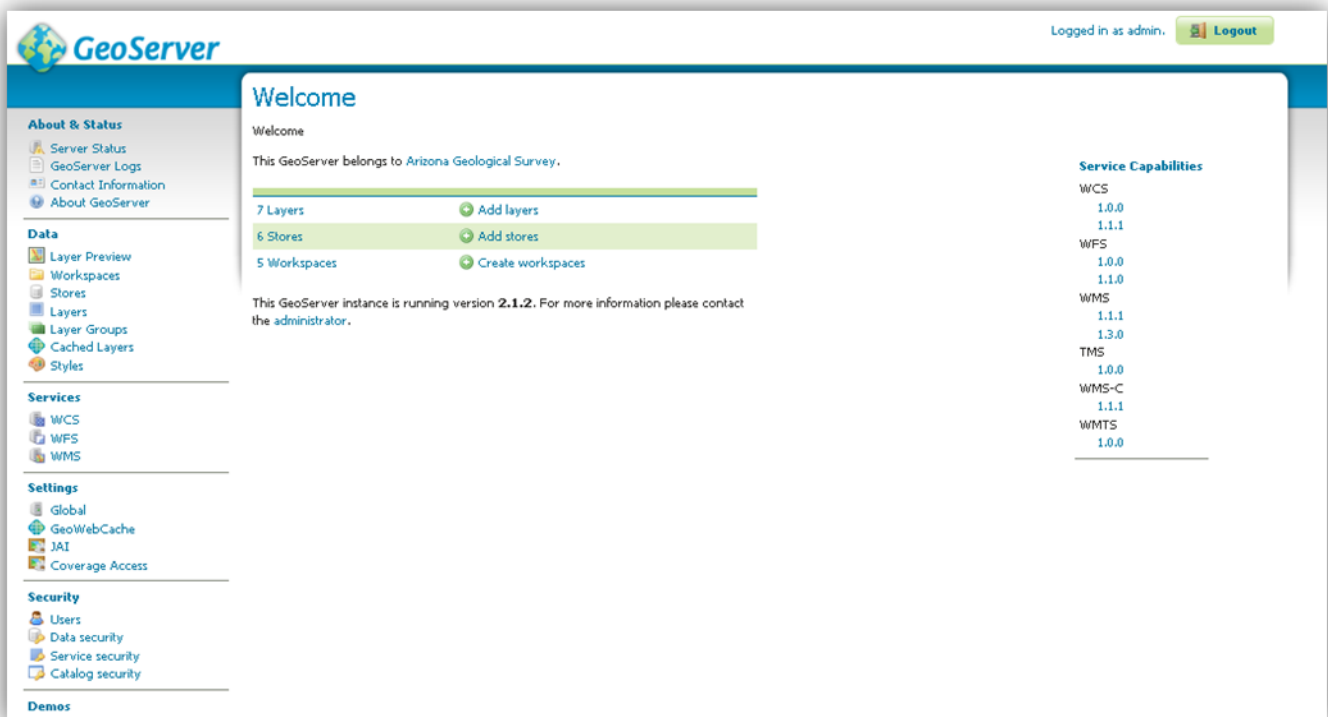 GeoServer
Logged in as admin.
Logout
About & Status
Server Status
GeoServer Logs
Contact Information
About GeoServer
Data
Layer Preview
Workspaces
Stores
Layers
Layer Groups
Cached Layers
Styles
Services
WCS
WFS
WMS
Settings
Global
GeoWebCache
JAI
Coverage Access
Security
Users
Data security
Service security
Catalog security
Demos
Welcome
Welcome
This GeoServer belongs to Arizona Geological Survey.
7 Layers Add layers
6 Stores Add stores
5 Workspaces Create workspaces
This GeoServer instance is running version 2.1.2. For more information please contact
the administrator.
Service Capabilities
WCS
1.0.0
1.1.1
WFS
1.0.0
1.1.0
WMS
1.1.1
1.3.0
TMS
1.0.0
WMS-C
1.1.1
WMTS
1.0.0